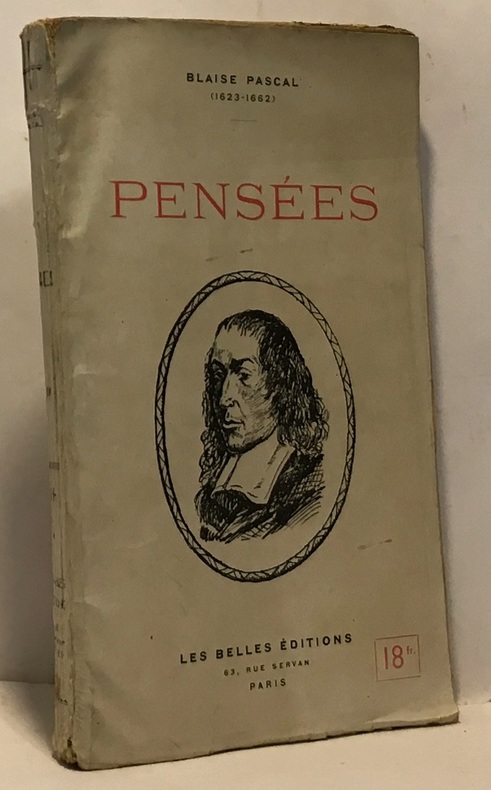 BLAISE PASCAL
(1623-1662)
PENSÉES
LES BELLES ÉDITIONS
63, RUE SERVAN
PARIS
18 fr.